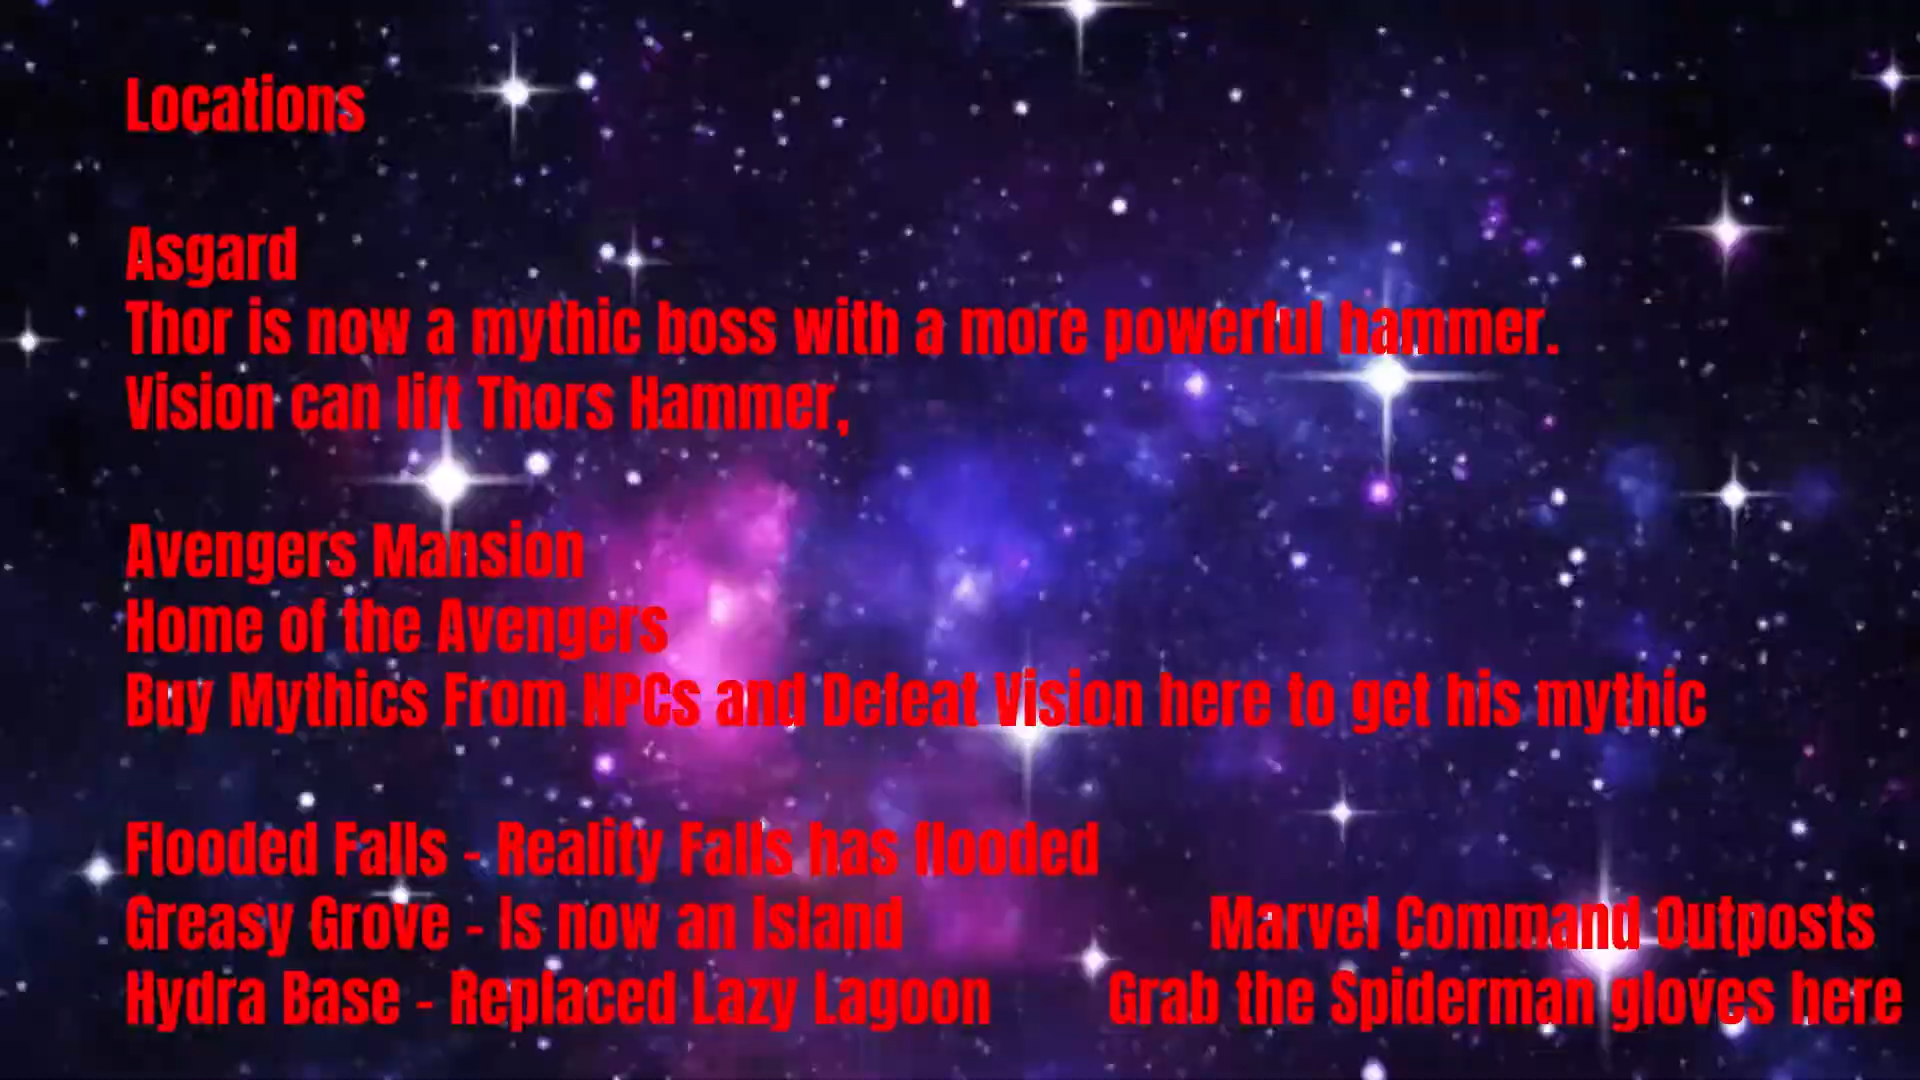 Locations
Asgard
Thor is now a mythic boss with a more powerful hammer.
Vision can lift Thors Hammer,
Avengers Mansion
Home of the Avengers
Buy Mythics From NPCs and Defeat Vision here to get his mythic
Flooded Falls - Reality Falls has flooded
Greasy Grove - Is now an Island
Hydra Base - Replaced Lazy Lagoon
Marvel Command Outposts
Grab the Spiderman gloves here